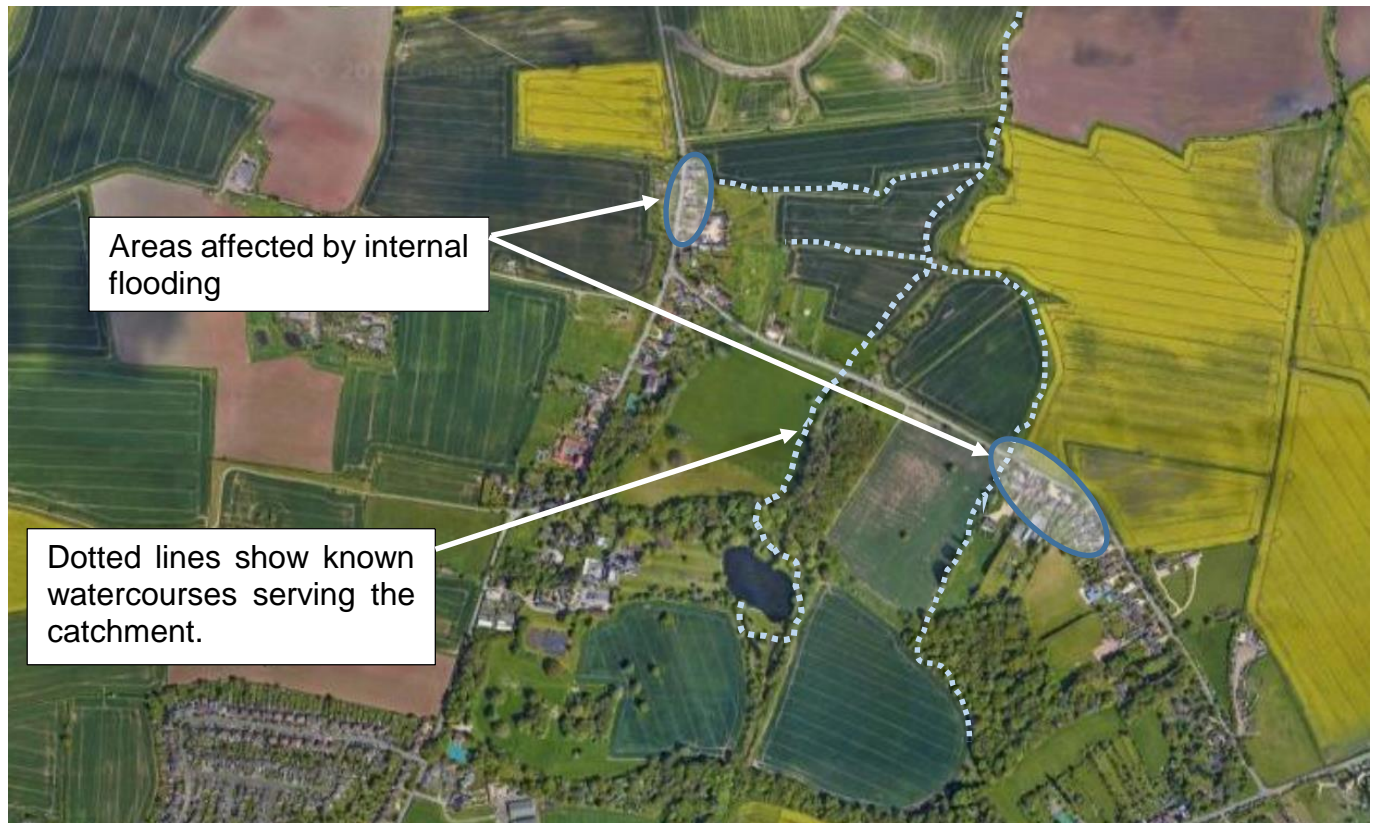 Areas affected by internal
flooding
Dotted lines show known
watercourses serving the
catchment.